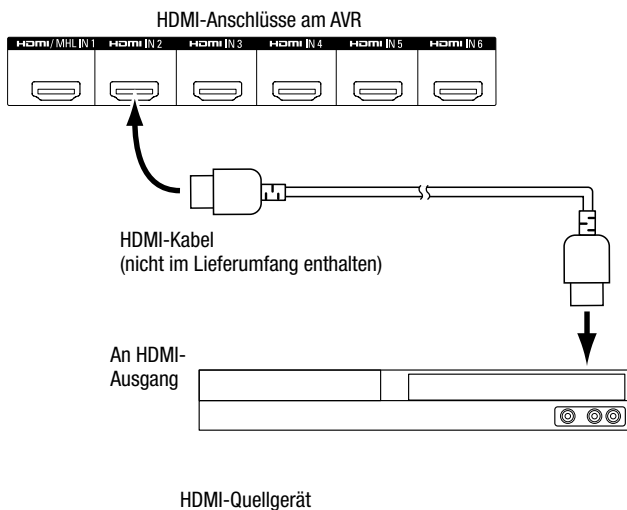 HDMI-Anschlüsse am AVR
HDMI/MHL IN 1 HDMI IN 2 HDMI IN 3 HDMI IN 4 HDMI IN 5 HDMI IN 6
HDMI-Kabel
(nicht im Lieferumfang enthalten)
An HDMI-
Ausgang
HDMI-Quellgerät